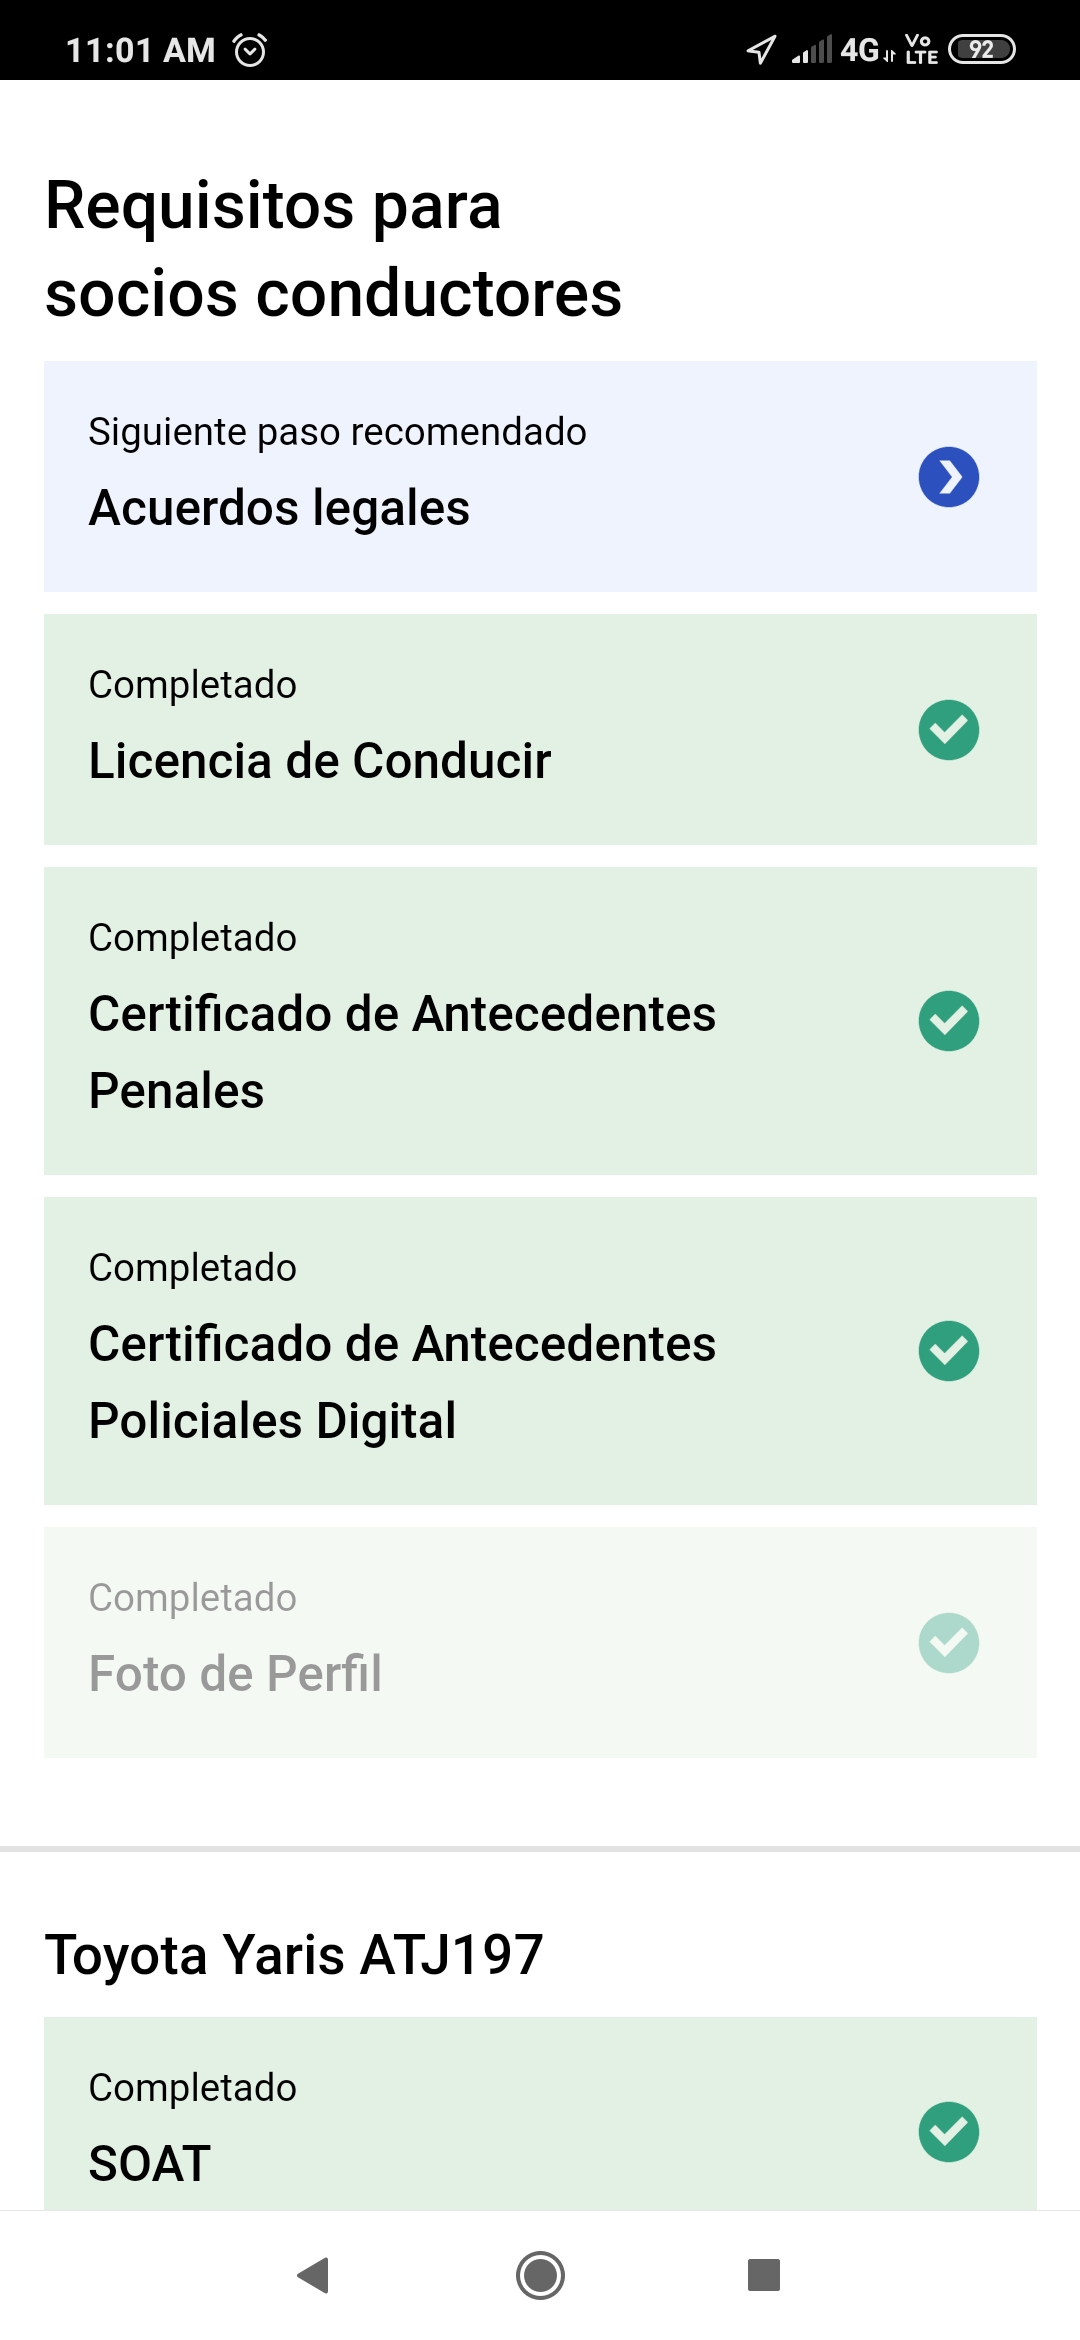 11:01 AM 4G Vo LTE 92
Requisitos para
socios conductores
Siguiente paso recomendado
Acuerdos legales
Completado
Licencia de Conducir
Completado
Certificado de Antecedentes
Penales
Completado
Certificado de Antecedentes
Policiales Digital
Completado
Foto de Perfil
Toyota Yaris ATJ197
Completado
SOAT